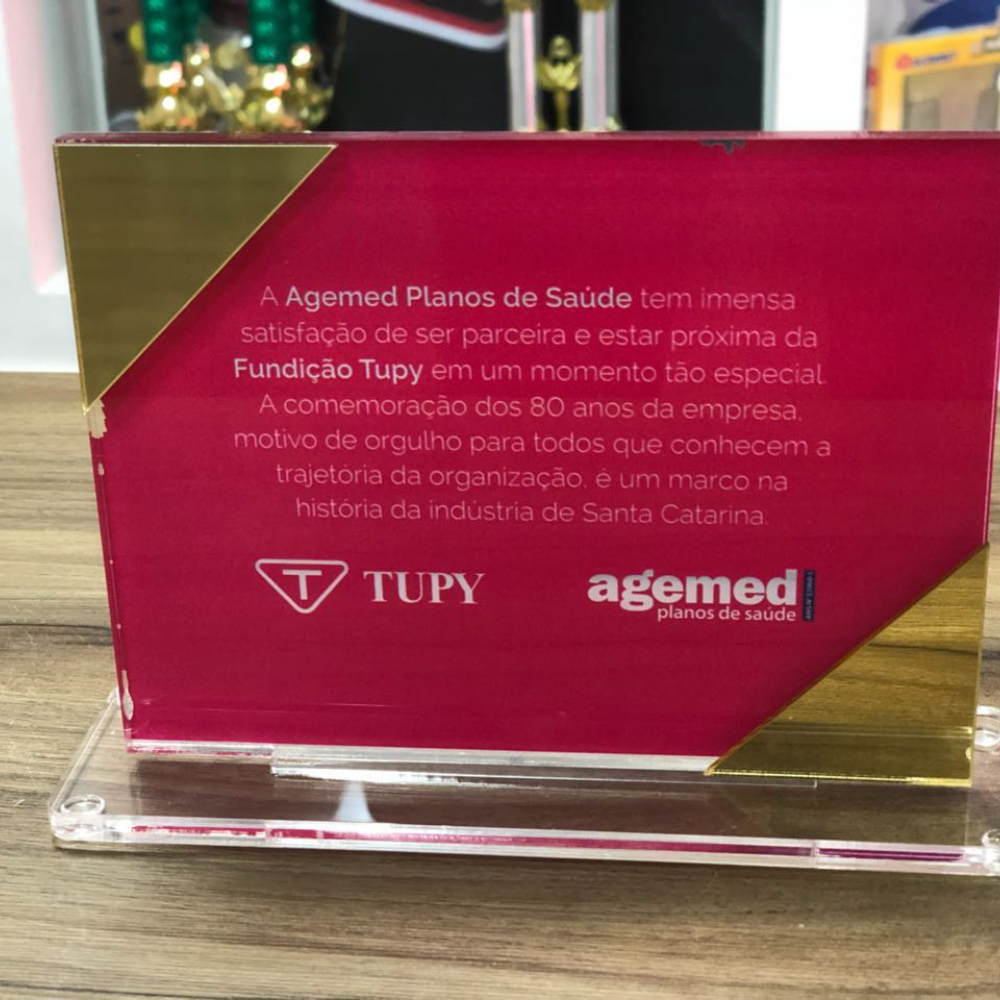 A Agemed Planos de Saúde tem imensa
satisfação de ser parceira e estar próxima da
Fundição Tupy em um momento tão especial.
A comemoração dos 80 anos da empresa,
motivo de orgulho para todos que conhecem a
trajetória da organização, é um marco na
história da indústria de Santa Catarina.
T TUPY
agemed
planos de saúde